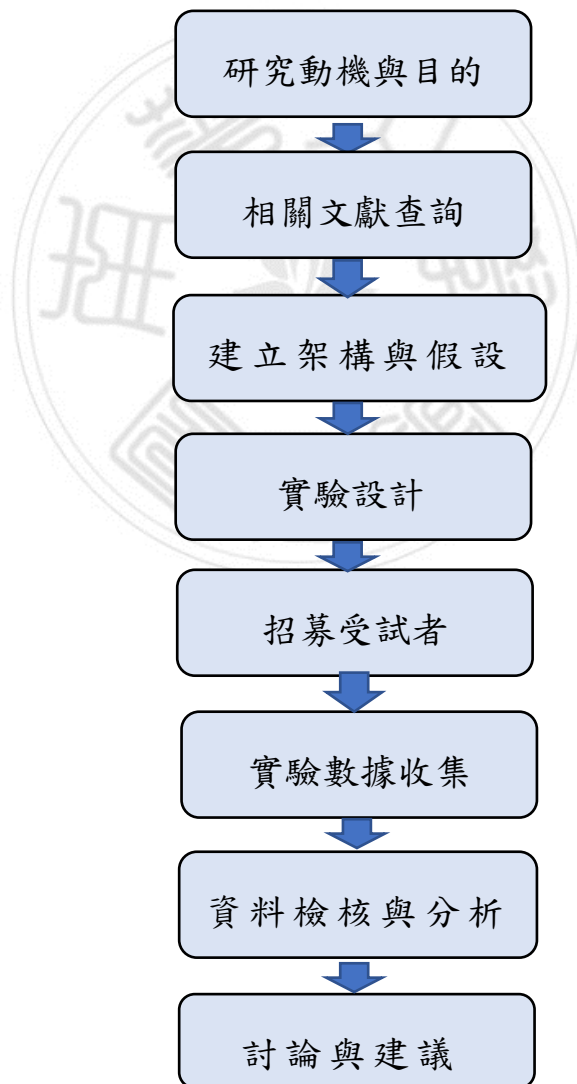 研究動機與目的
相關文獻查詢
建立架構與假設
實驗設計
招募受試者
實驗數據收集
資料檢核與分析
討論與建議